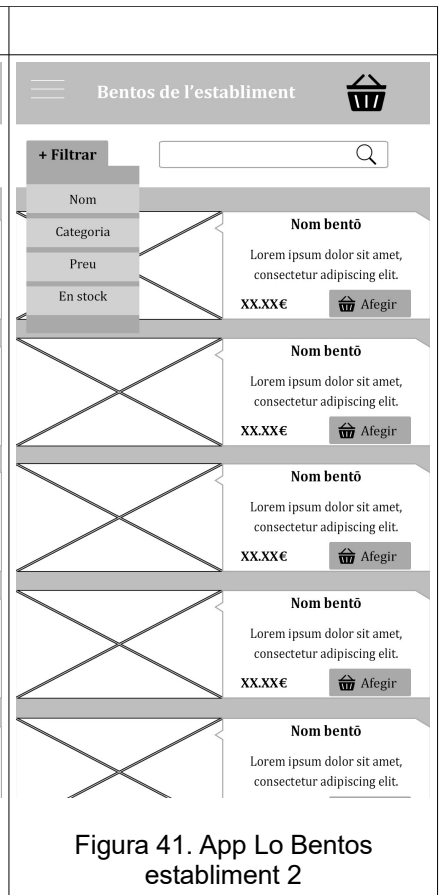 Bentos de l'establiment
+ Filtrar
Nom
Categoria
Preu
En stock
Nom bentō
Lorem ipsum dolor sit amet,
consectetur adipiscing elit.
XX.XX€ Afegir
Nom bentō
Lorem ipsum dolor sit amet,
consectetur adipiscing elit.
XX.XX€ Afegir
Nom bentō
Lorem ipsum dolor sit amet,
consectetur adipiscing elit.
XX.XX€ Afegir
Nom bentō
Lorem ipsum dolor sit amet,
consectetur adipiscing elit.
XX.XX€ Afegir
Nom bentō
Lorem ipsum dolor sit amet,
consectetur adipiscing elit.
Figura 41. App Lo Bentos
establiment 2